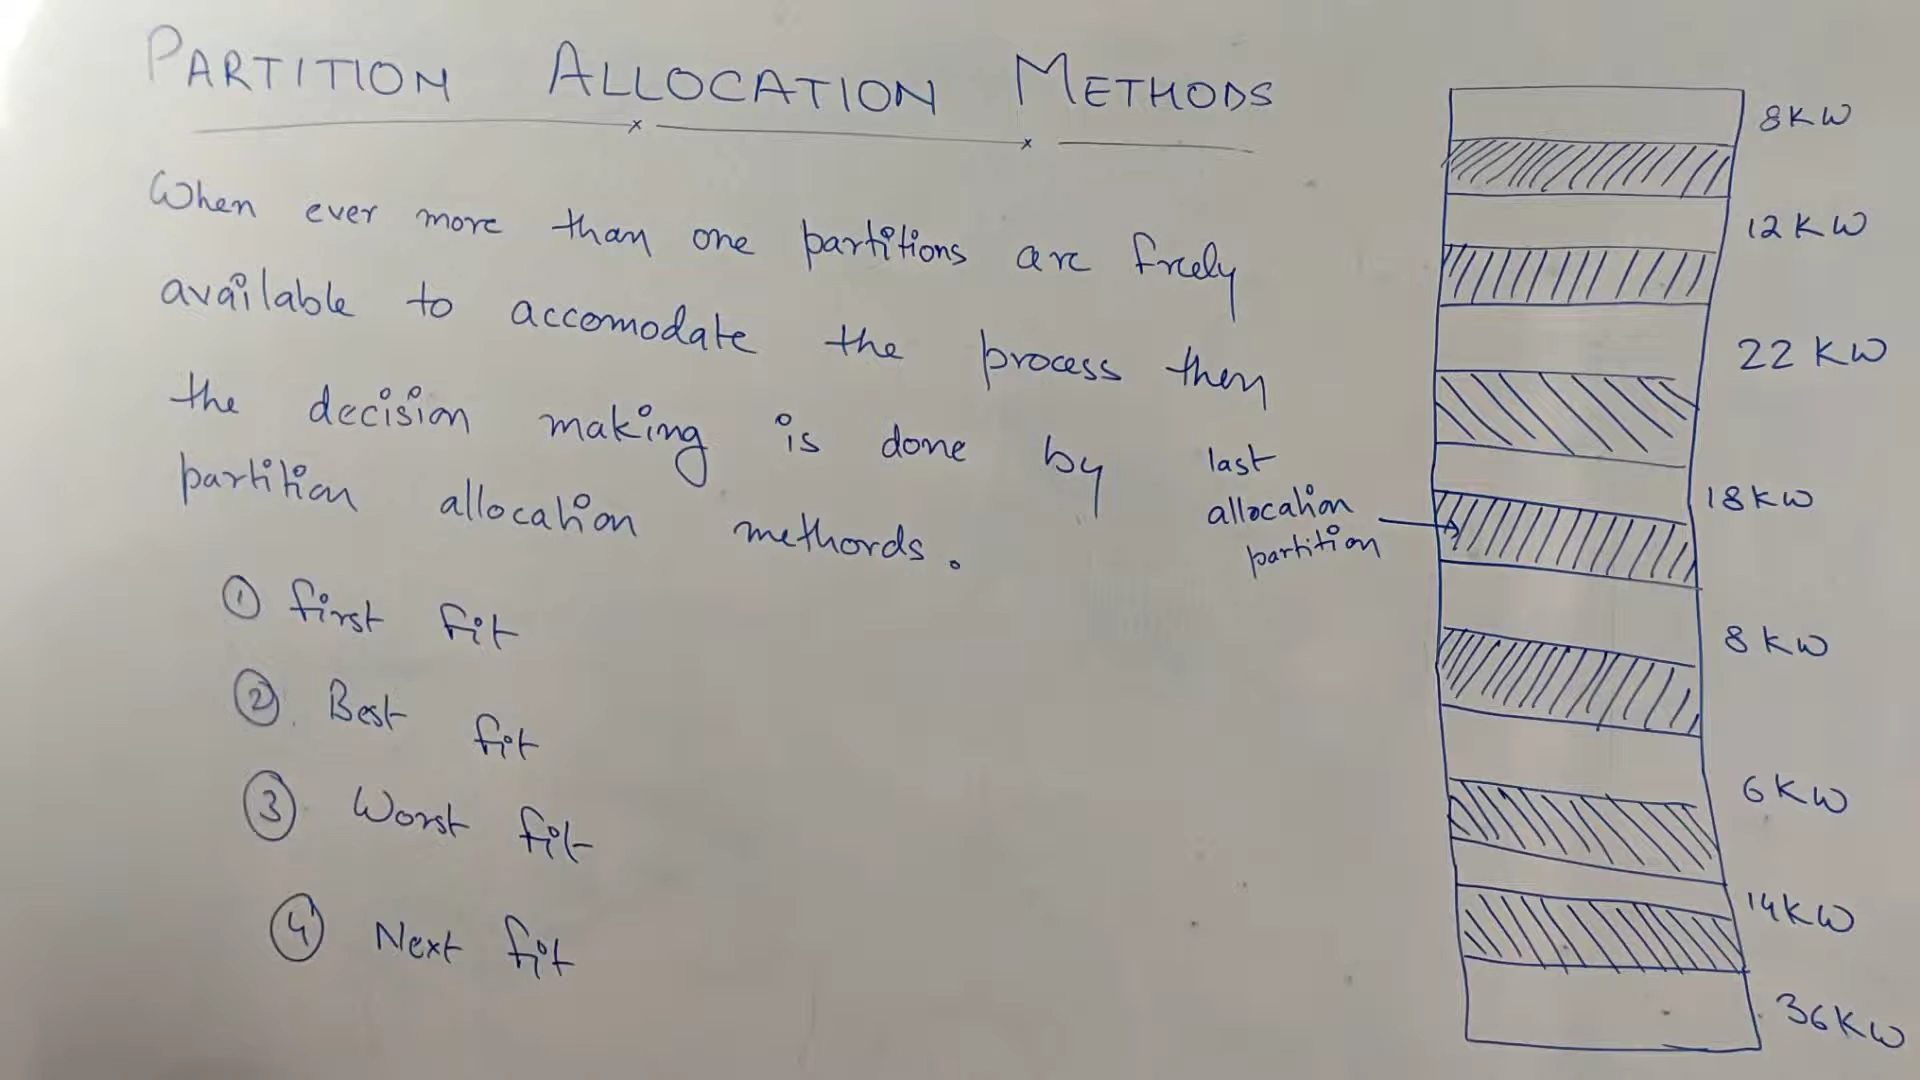 PARTITION ALLOCATION METHODS
When ever more than one partitions are freely
available to accomodate the process then
the decision making is done by
partition allocation methords.
① first fit
② Best fit
③ Worst fit
④ Next fit
last
allocation
partition
8KW
12KW
22 KW
18KW
8KW
6KW
14KW
36KW